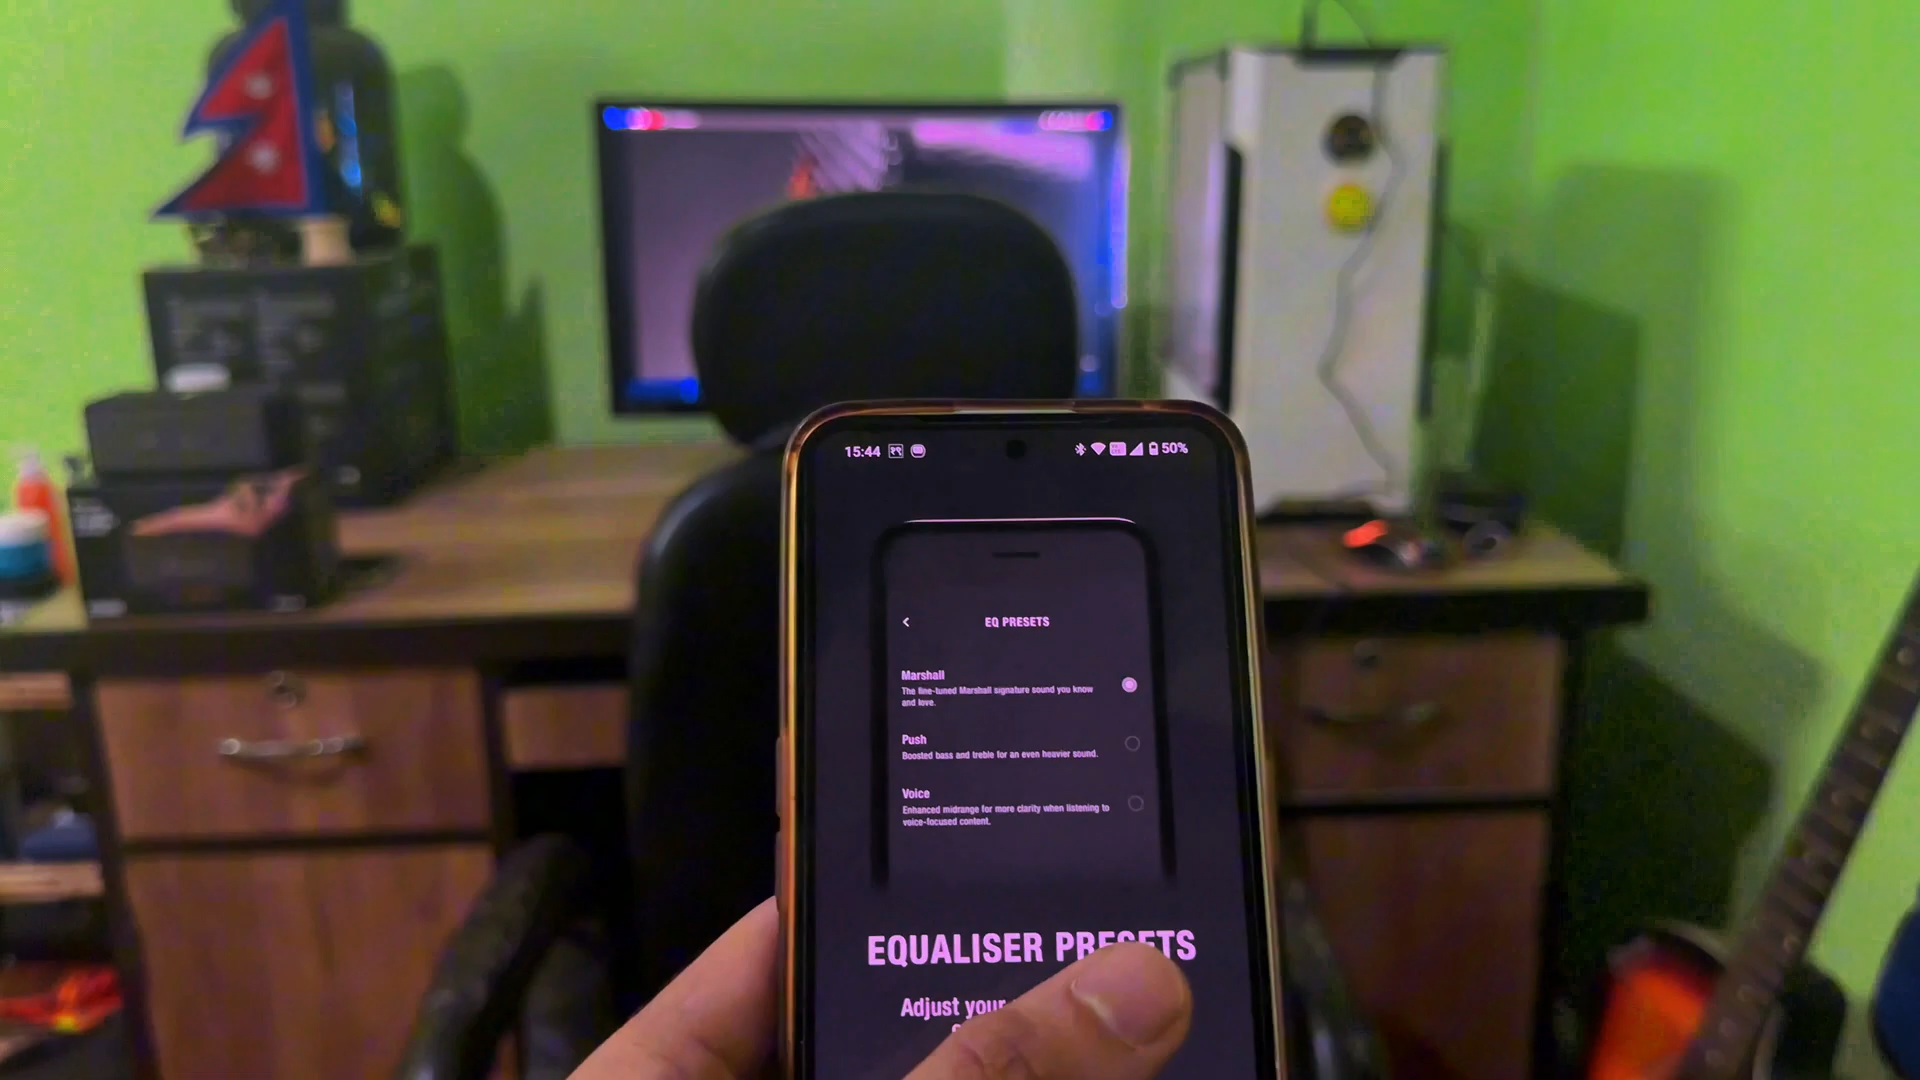 15:44 २९ 50%
EQ PRESETS
Marshall
The fine-tuned Marshall signature sound you know
and love.
Push
Boosted bass and treble for an even heavier sound.
Voice
Enhanced midrange for more clarity when listening to
voice-focused content.
EQUALISER PRESETS
Adjust your